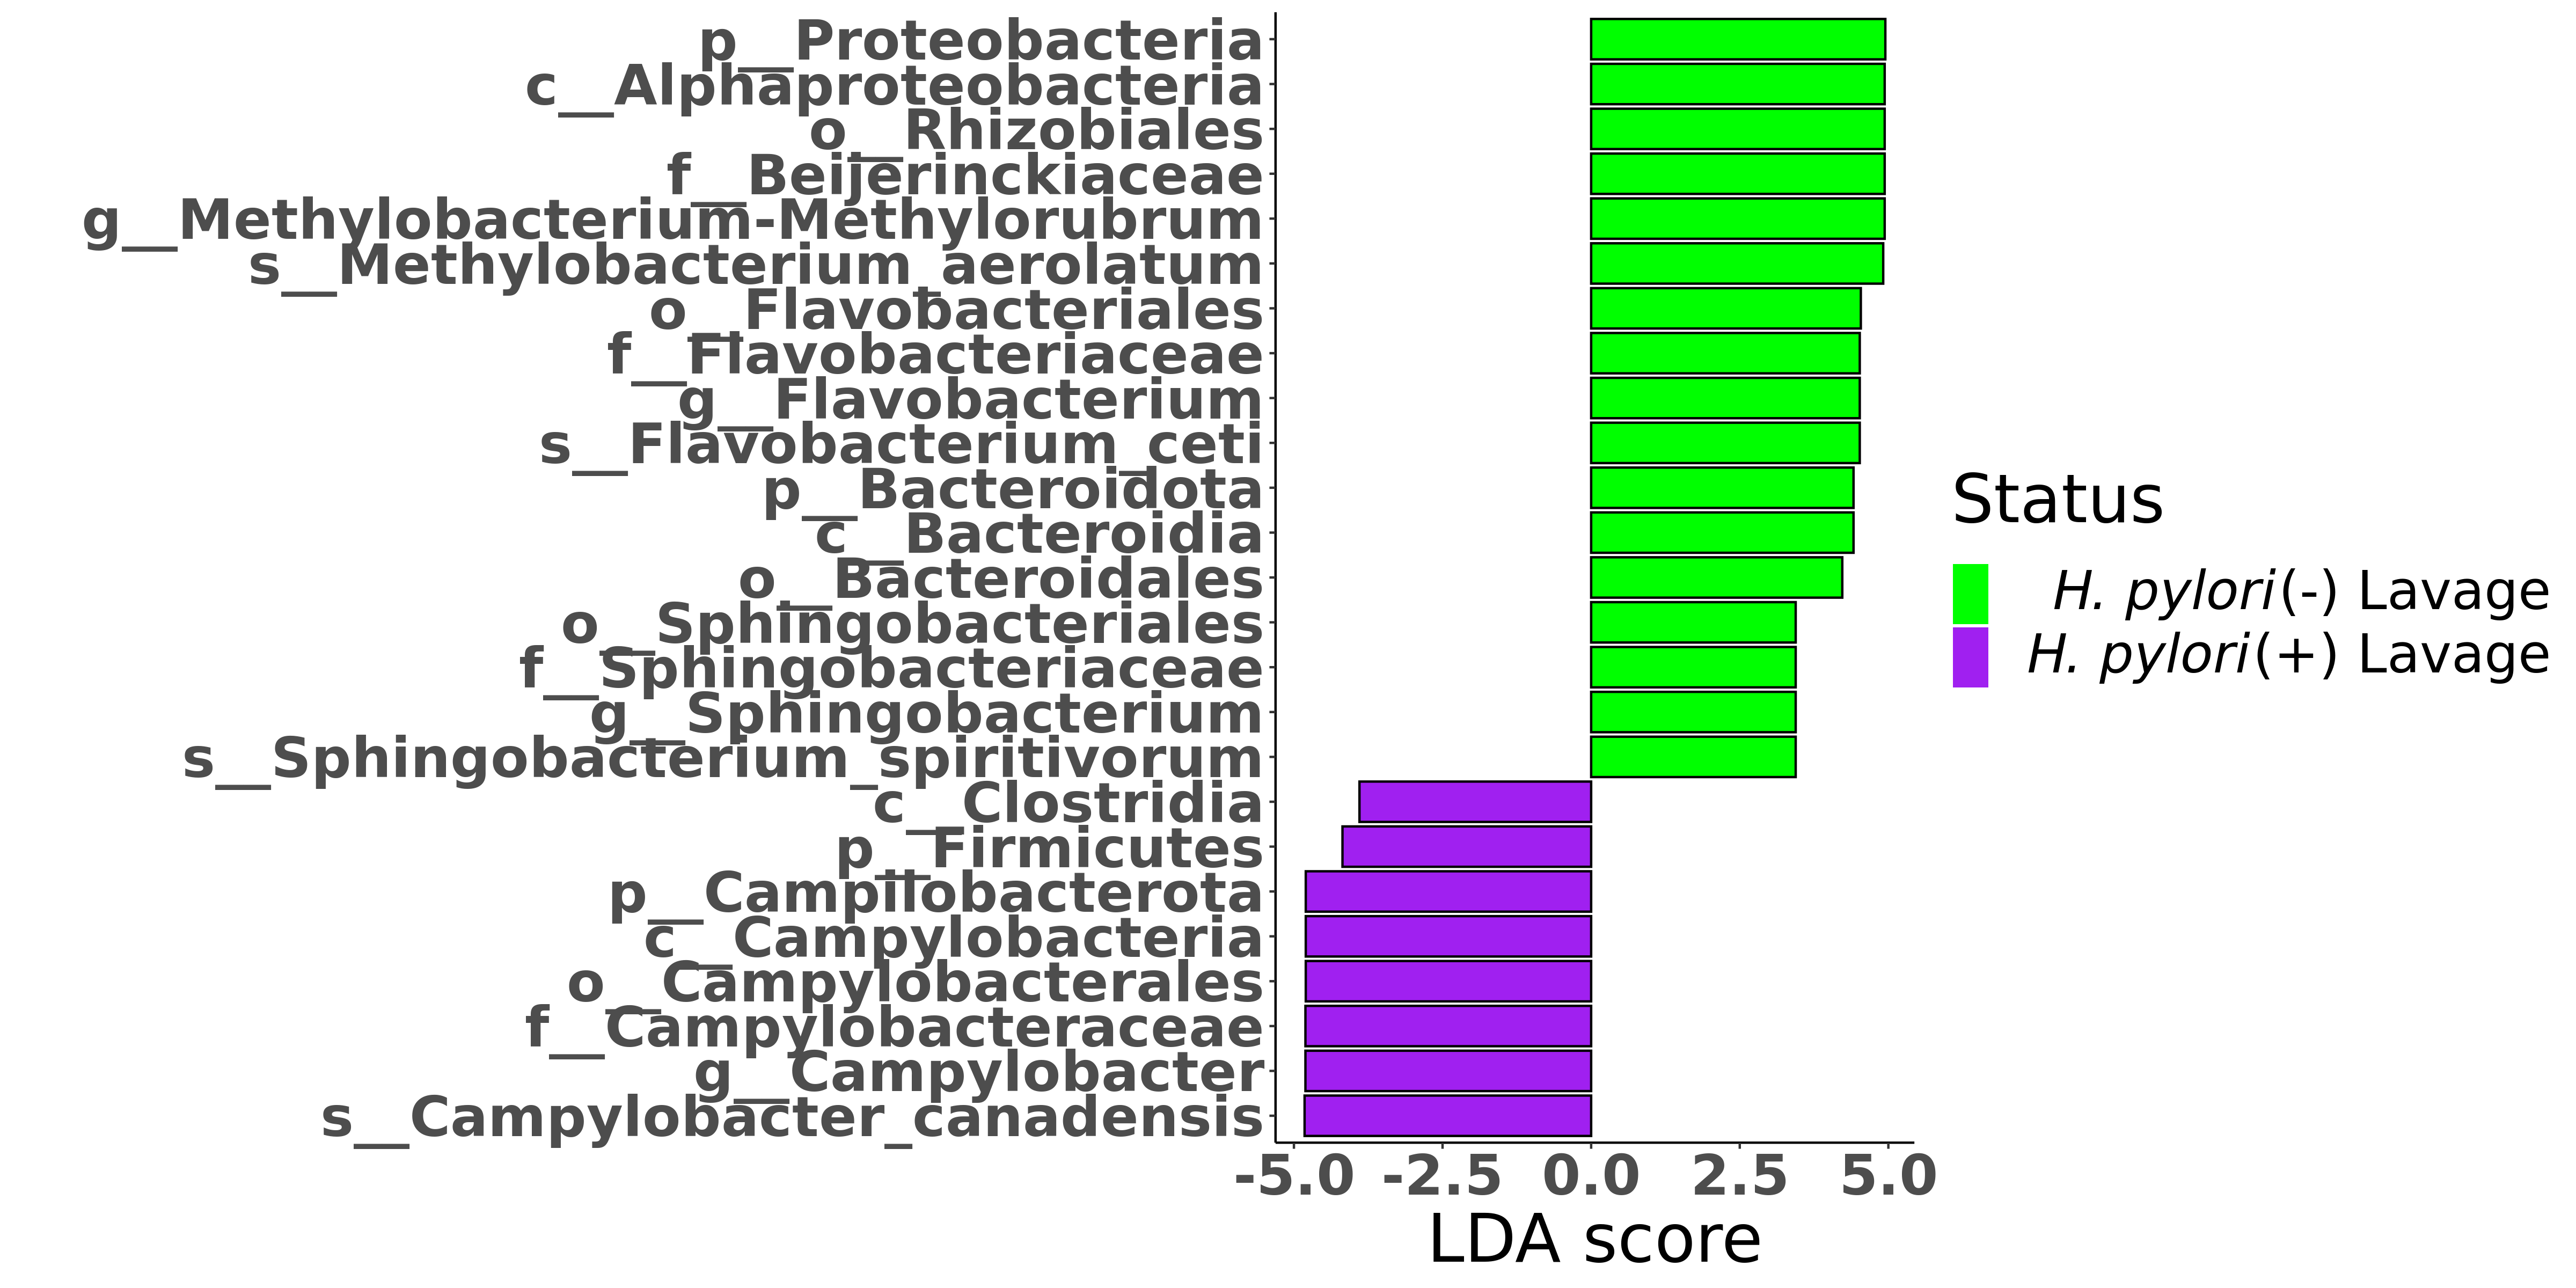 p__Proteobacteria
c__Alphaproteobacteria
o__Rhizobiales
f__Beijerinckiaceae
g__Methylobacterium-Methylorubrum
s__Methylobacterium_aerolatum
o__Flavobacteriales
f__Flavobacteriaceae
g__Flavobacterium
s__Flavobacterium_ceti
p__Bacteroidota
c__Bacteroidia
o__Bacteroidales
o__Sphingobacteriales
f__Sphingobacteriaceae
g__Sphingobacterium
s__Sphingobacterium_spiritivorum
c__Clostridia
p__Firmicutes
p__Campilobacterota
c__Campylobacteria
o__Campylobacterales
f__Campylobacteraceae
g__Campylobacter
s__Campylobacter_canadensis
-5.0 -2.5 0.0 2.5 5.0
LDA score
Status
H. pylori(-) Lavage
H. pylori(+) Lavage